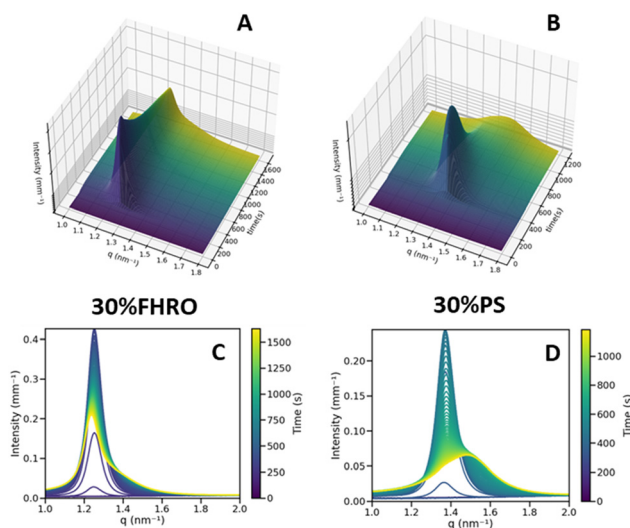 A
B
Intensity (mm⁻¹)
1.0 1.1 1.2 1.3 1.4 1.5 1.6 1.7 1.8
q (nm⁻¹)
0 200 400 600 800 1000 1200 1400 1600
time(s)
Intensity (mm⁻¹)
1.0 1.1 1.2 1.3 1.4 1.5 1.6 1.7 1.8
q (nm⁻¹)
0 200 400 600 800 1000 1200
time(s)
30%FHRO
30%PS
C
Intensity (mm⁻¹)
0.4
0.3
0.2
0.1
0.0
1.0 1.2 1.4 1.6 1.8 2.0
q (nm⁻¹)
1500
1250
1000
750
500
250
0
Time (s)
D
Intensity (mm⁻¹)
0.20
0.15
0.10
0.05
0.00
1.0 1.2 1.4 1.6 1.8 2.0
q (nm⁻¹)
1000
800
600
400
200
0
Time (s)